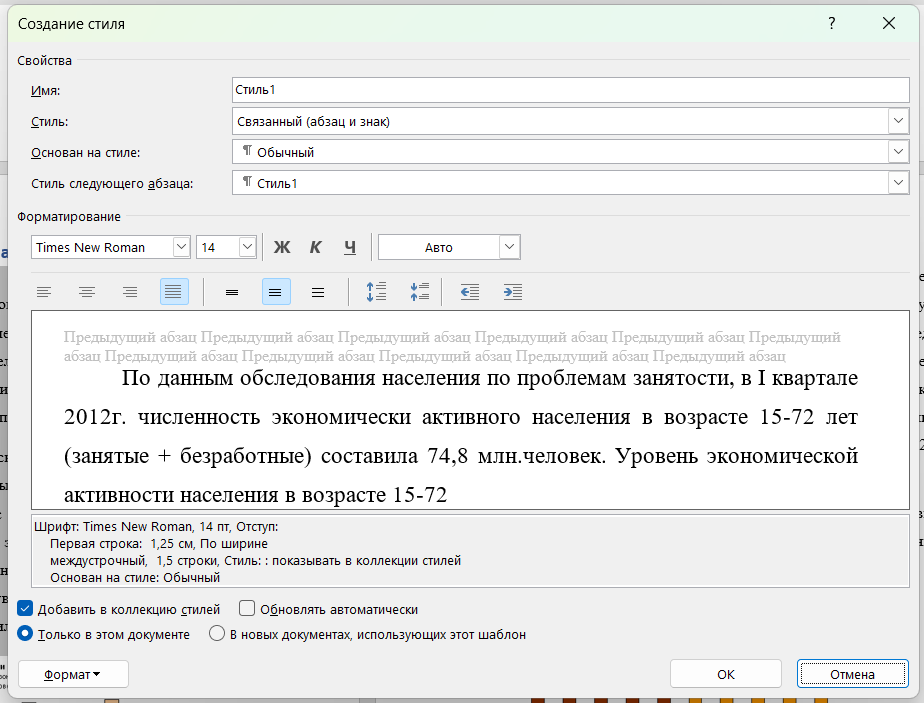 Создание стиля ?
Свойства
Имя: Стиль1
Стиль: Связанный (абзац и знак)
Основан на стиле: ¶ Обычный
Стиль следующего абзаца: ¶ Стиль1
Форматирование
Times New Roman 14 Ж К Ч Авто
Предыдущий абзац Предыдущий абзац Предыдущий абзац Предыдущий абзац Предыдущий абзац Предыдущий
абзац Предыдущий абзац Предыдущий абзац Предыдущий абзац Предыдущий абзац Предыдущий абзац
По данным обследования населения по проблемам занятости, в I квартале
2012г. численность экономически активного населения в возрасте 15-72 лет
(занятые + безработные) составила 74,8 млн.человек. Уровень экономической
активности населения в возрасте 15-72
Шрифт: Times New Roman, 14 пт, Отступ:
Первая строка: 1,25 см, По ширине
междустрочный, 1,5 строки, Стиль: : показывать в коллекции стилей
Основан на стиле: Обычный
Добавить в коллекцию стилей Обновлять автоматически
Только в этом документе В новых документах, использующих этот шаблон
Формат ОК Отмена